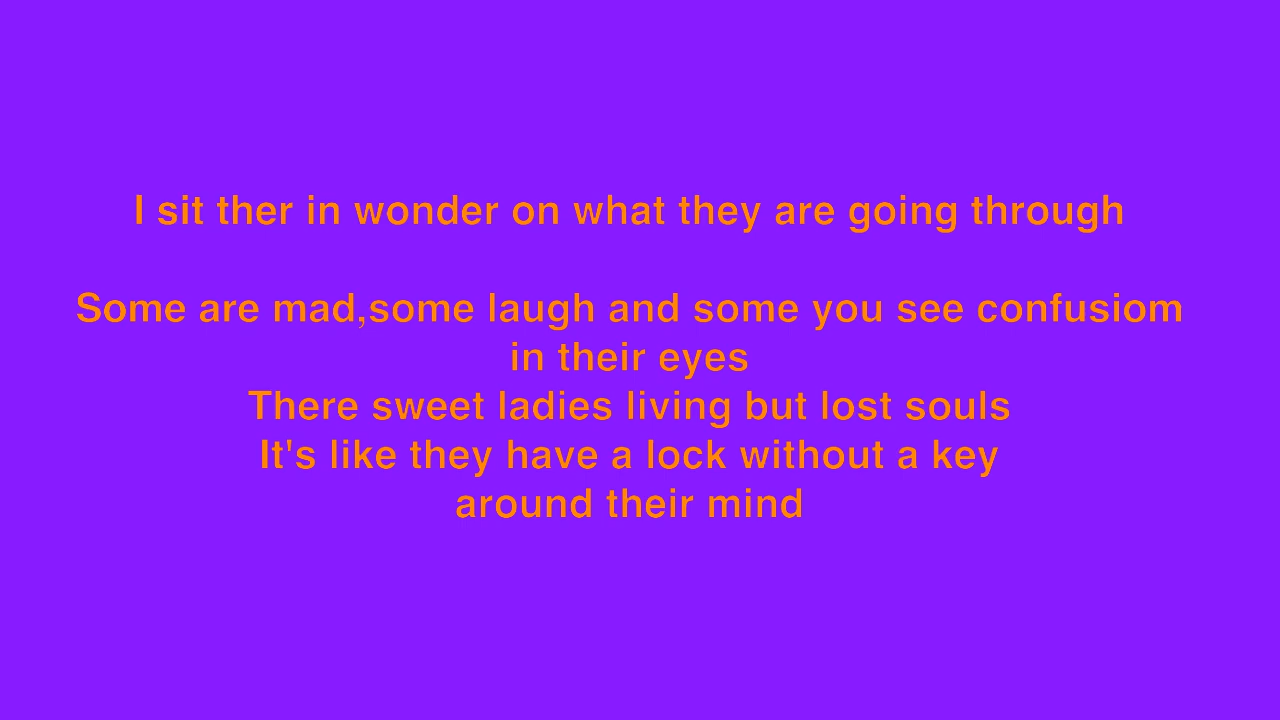 I sit ther in wonder on what they are going through
Some are mad,some laugh and some you see confusiom
in their eyes
There sweet ladies living but lost souls
It's like they have a lock without a key
around their mind